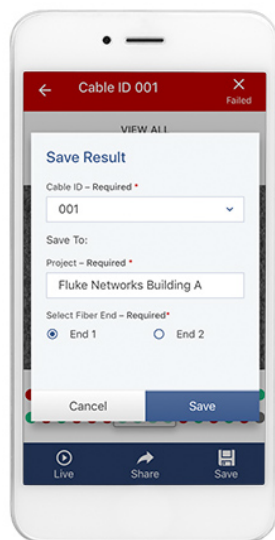 Cable ID 001
Failed
VIEW ALL
Save Result
Cable ID – Required *
001
Save To:
Project – Required *
Fluke Networks Building A
Select Fiber End – Required*
End 1
End 2
Cancel
Save
Live
Share
Save